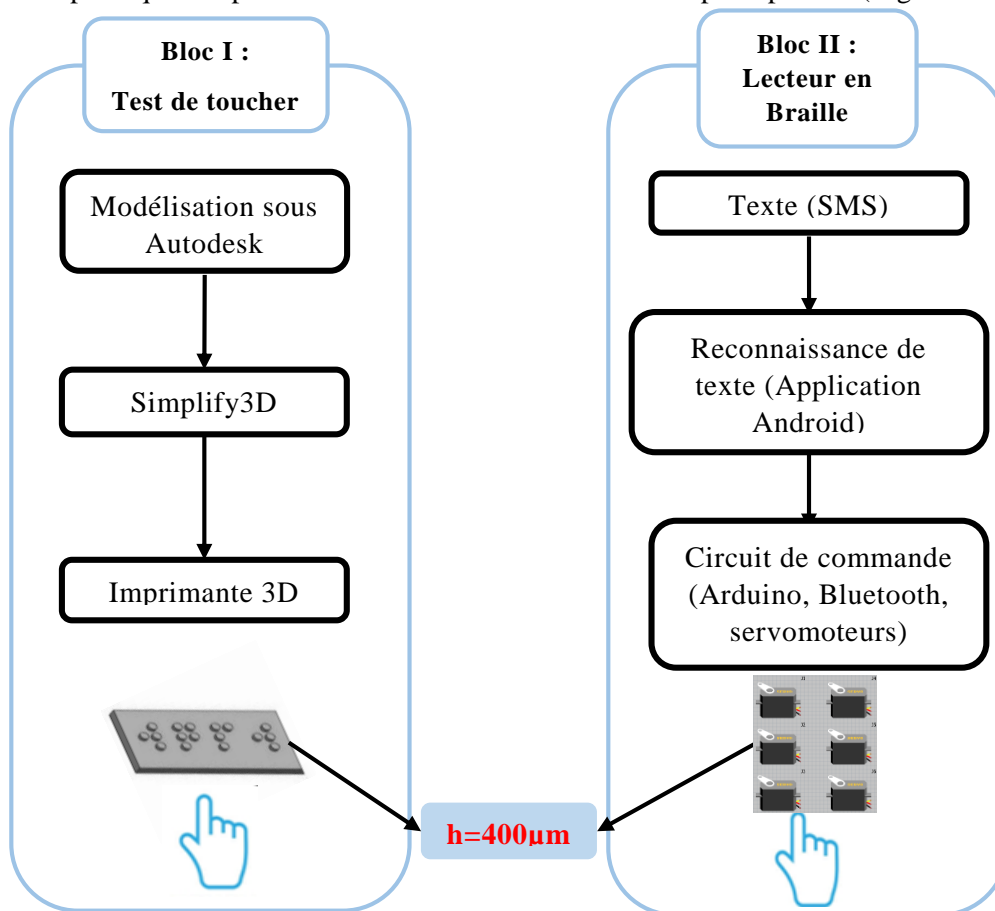 Bloc I :
Test de toucher
Modélisation sous
Autodesk
Simplify3D
Imprimante 3D
Bloc II :
Lecteur en
Braille
Texte (SMS)
Reconnaissance de
texte (Application
Android)
Circuit de commande
(Arduino, Bluetooth,
servomoteurs)
h=400µm